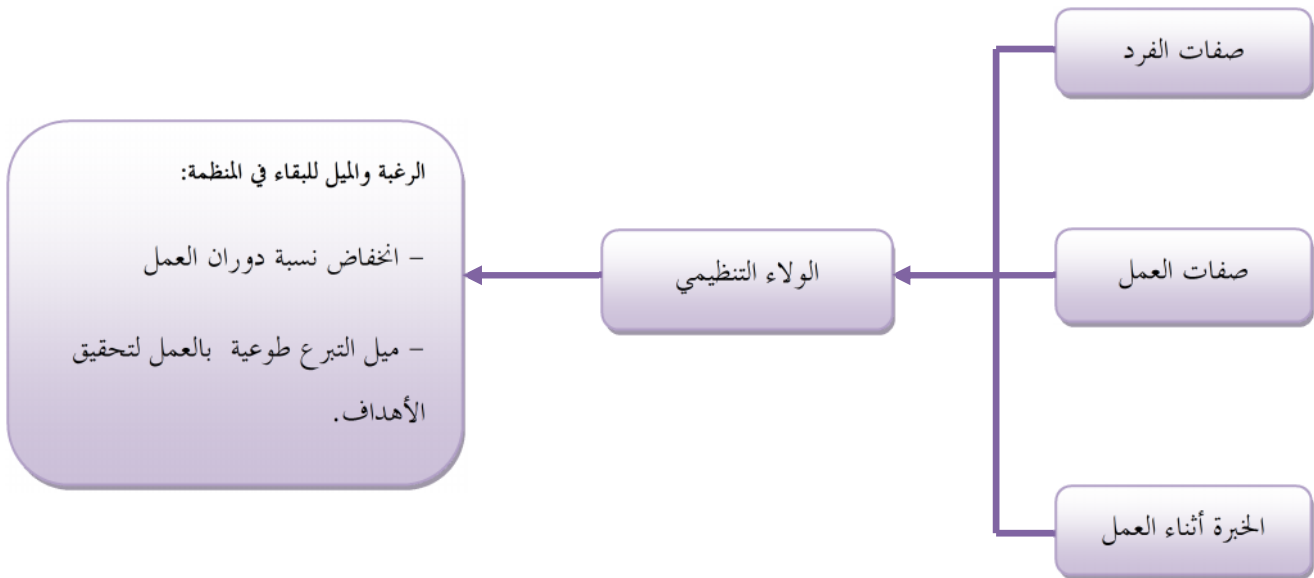 صفات الفرد
صفات العمل
الخبرة أثناء العمل
الولاء التنظيمي
الرغبة والميل للبقاء في المنظمة:
– انخفاض نسبة دوران العمل
– ميل التبرع طوعية بالعمل لتحقيق
الأهداف.